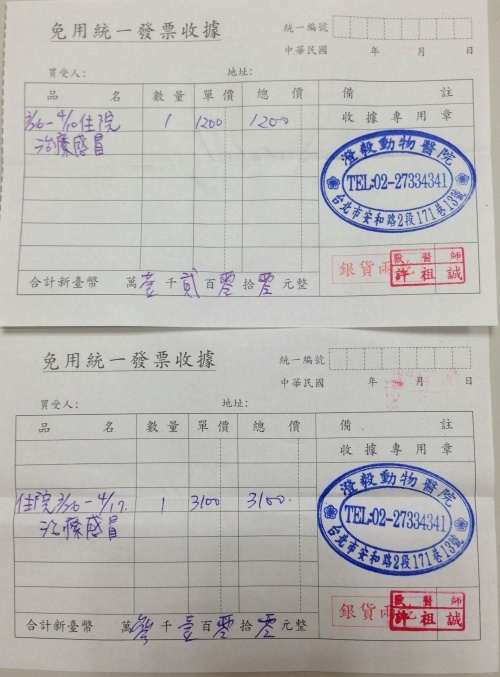 免用統一發票收據
統一編號
中華民國 年 月 日
買受人： 地址：
品名 數量 單價 總價 備註
收據專用章
3/26-4/10住院 1 1200 1200
治療感冒
澄毅動物醫院
TEL:02-27334341
台北市安和路2段171巷13號
銀貨兩訖
獸醫師
許祖誠
合計新臺幣 萬壹千貳百零拾零元整
免用統一發票收據
統一編號
中華民國 年 月 日
買受人： 地址：
品名 數量 單價 總價 備註
收據專用章
住院3/26-4/17. 1 3100 3100.
治療感冒
澄毅動物醫院
TEL:02-27334341
台北市安和路2段171巷13號
銀貨兩訖
獸醫師
許祖誠
合計新臺幣 萬參千壹百零拾零元整